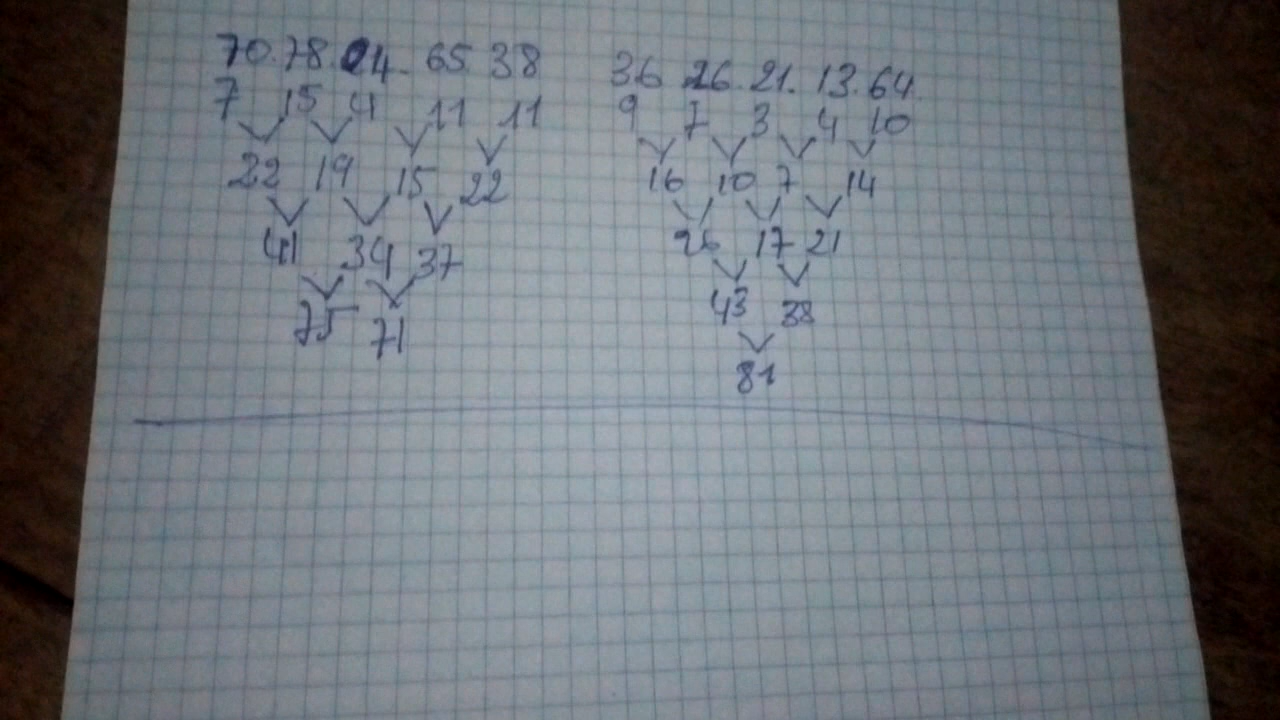 70.78.04. 65 38
7 15 4 11 11
22 19 15 22
41 34 37
75 71
36 26.21. 13.64
9 7 3 4 10
16 10 7 14
26 17 21
43 38
81